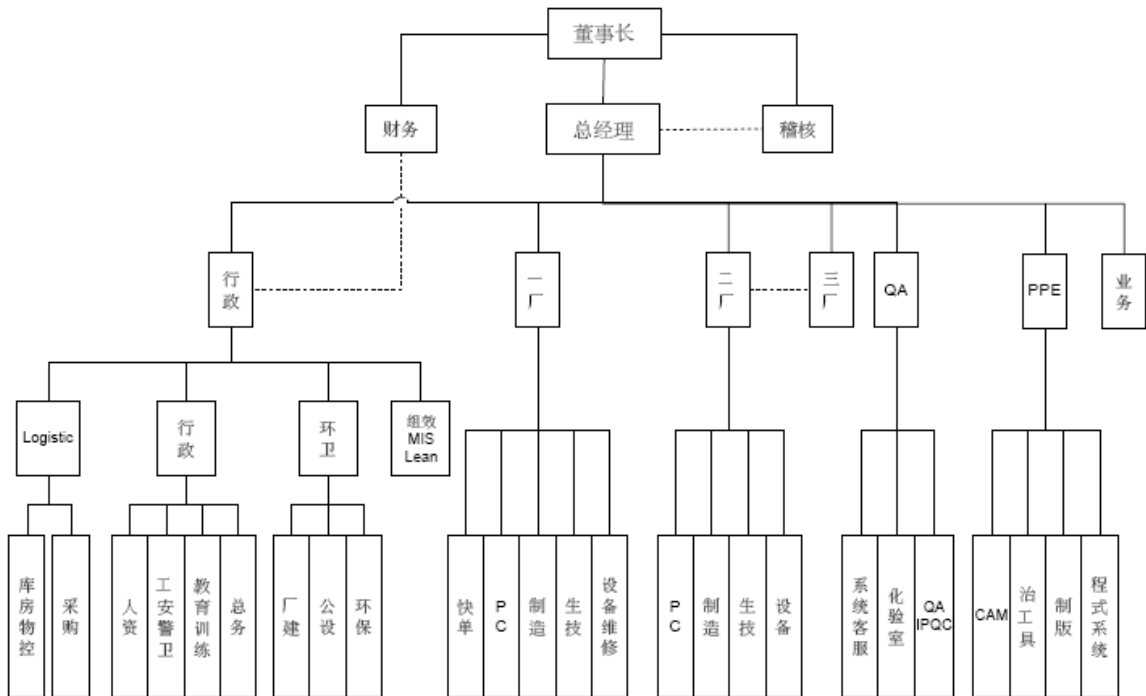 董事长
财务
总经理
稽核
行政
一厂
二厂
三厂
QA
PPE
业务
Logistic
行政
环卫
组效
MIS
Lean
库房物控
采购
人资
工安警卫
教育训练
总务
厂建
公设
环保
快单
PC
制造
生技
设备维修
PC
制造
生技
设备
系统客服
化验室
QA
IPQC
CAM
治工具
制版
程式系统